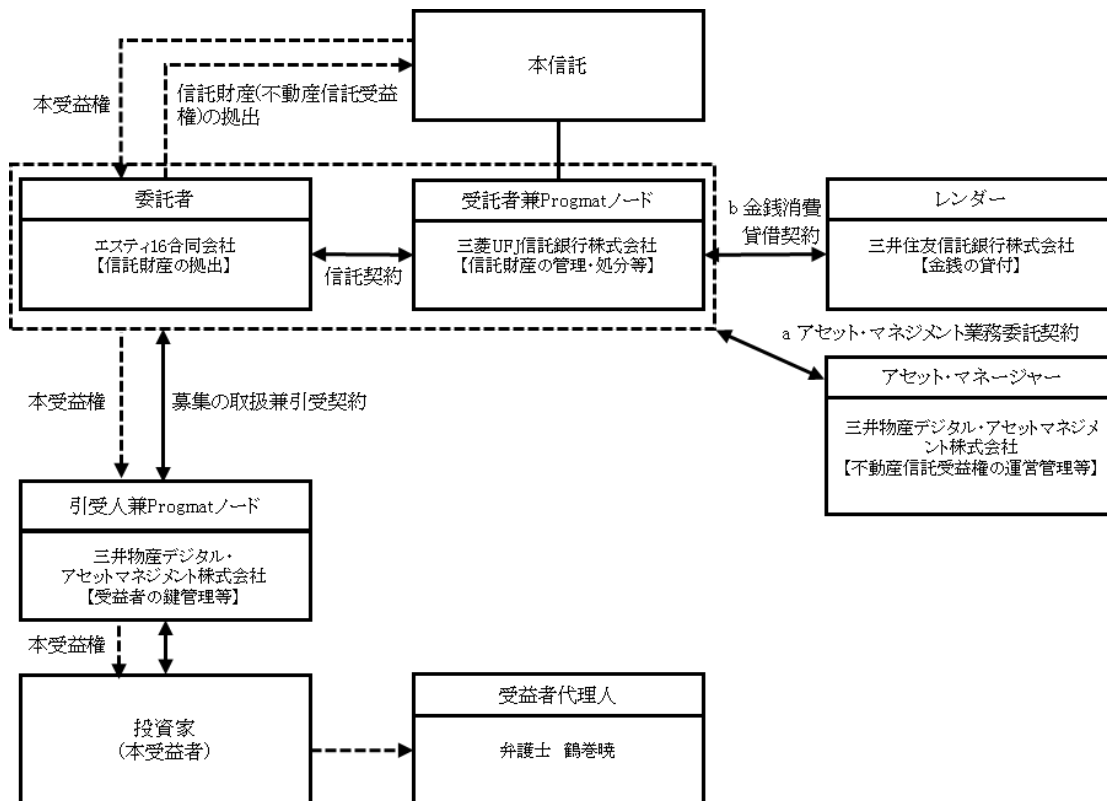 本信託
本受益権
信託財産(不動産信託受益
権)の拠出
委託者
エスティ16合同会社
【信託財産の拠出】
信託契約
受託者兼Progmatノード
三菱UFJ信託銀行株式会社
【信託財産の管理・処分等】
b 金銭消費
貸借契約
レンダー
三井住友信託銀行株式会社
【金銭の貸付】
a アセット・マネジメント業務委託契約
アセット・マネージャー
三井物産デジタル・アセットマネジメ
ント株式会社
【不動産信託受益権の運営管理等】
本受益権
募集の取扱兼引受契約
引受人兼Progmatノード
三井物産デジタル・
アセットマネジメント株式会社
【受益者の鍵管理等】
本受益権
投資家
(本受益者)
受益者代理人
弁護士 鶴巻暁